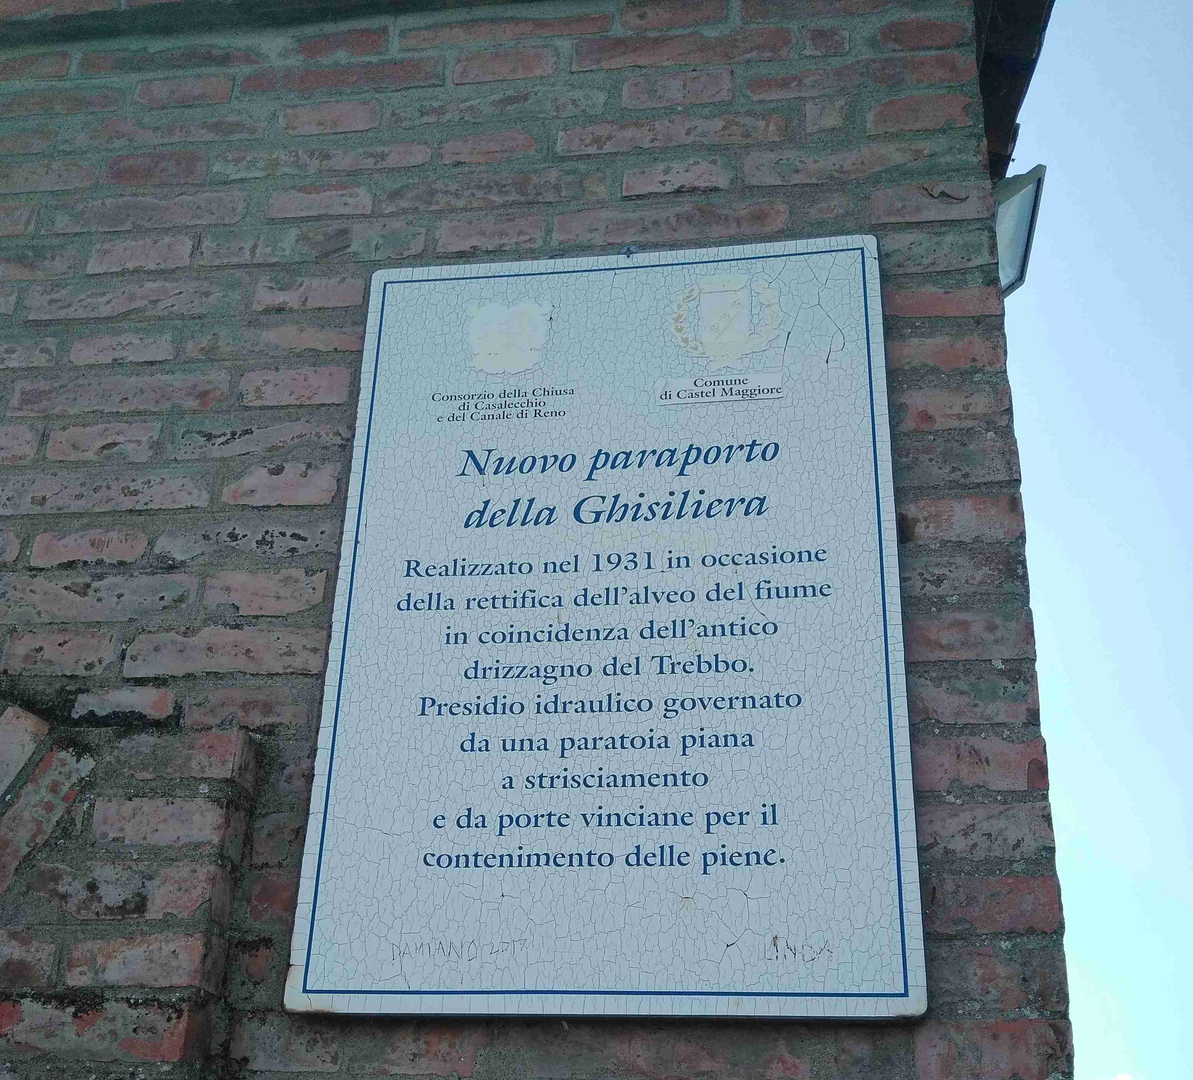 Consorzio della Chiusa
di Casalecchio
e del Canale di Reno
Comune
di Castel Maggiore
Nuovo paraporto
della Ghisiliera
Realizzato nel 1931 in occasione
della rettifica dell'alveo del fiume
in coincidenza dell'antico
drizzagno del Trebbo.
Presidio idraulico governato
da una paratoia piana
a strisciamento
e da porte vinciane per il
contenimento delle piene.
DAMIANO 2017
LINDA